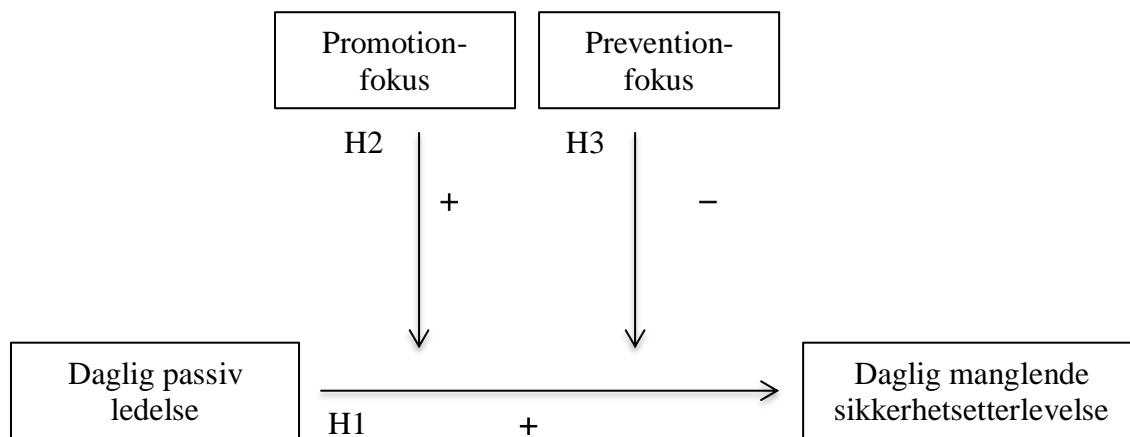 Promotion-
fokus
Prevention-
fokus
H2
H3
+
–
Daglig passiv
ledelse
Daglig manglende
sikkerhetsetterlevelse
H1
+